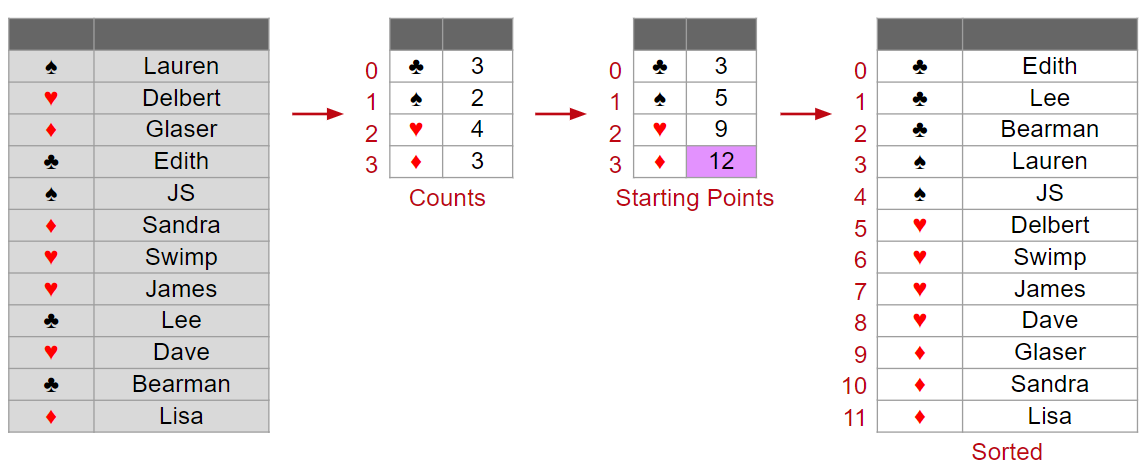 ♠ Lauren
♥ Delbert
♦ Glaser
♣ Edith
♠ JS
♦ Sandra
♥ Swimp
♥ James
♣ Lee
♥ Dave
♣ Bearman
♦ Lisa
0 ♣ 3
1 ♠ 2
2 ♥ 4
3 ♦ 3
Counts
0 ♣ 3
1 ♠ 5
2 ♥ 9
3 ♦ 12
Starting Points
0 ♣ Edith
1 ♣ Lee
2 ♣ Bearman
3 ♠ Lauren
4 ♠ JS
5 ♥ Delbert
6 ♥ Swimp
7 ♥ James
8 ♥ Dave
9 ♦ Glaser
10 ♦ Sandra
11 ♦ Lisa
Sorted